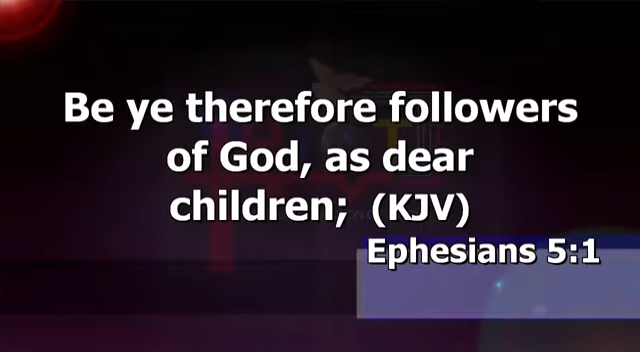 Be ye therefore followers
of God, as dear
children; (KJV)
Ephesians 5:1